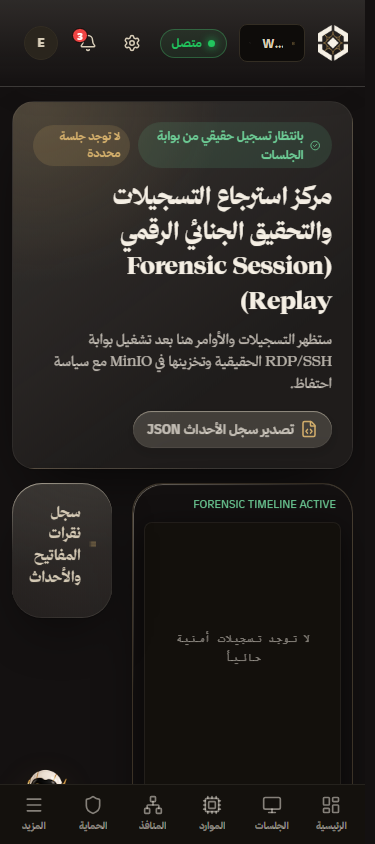 W...
متصل
3
E
بانتظار تسجيل حقيقي من بوابة
الجلسات
لا توجد جلسة
محددة
مركز استرجاع التسجيلات
والتحقيق الجنائي الرقمي
(Forensic Session
Replay)
ستظهر التسجيلات والأوامر هنا بعد تشغيل بوابة
RDP/SSH الحقيقية وتخزينها في MinIO مع سياسة
احتفاظ.
تصدير سجل الأحداث JSON
FORENSIC TIMELINE ACTIVE
لا توجد تسجيلات أمنية
حالياً
سجل
نقرات
المفاتيح
والأحداث
الرئيسية
الجلسات
الموارد
المنافذ
الحماية
المزيد